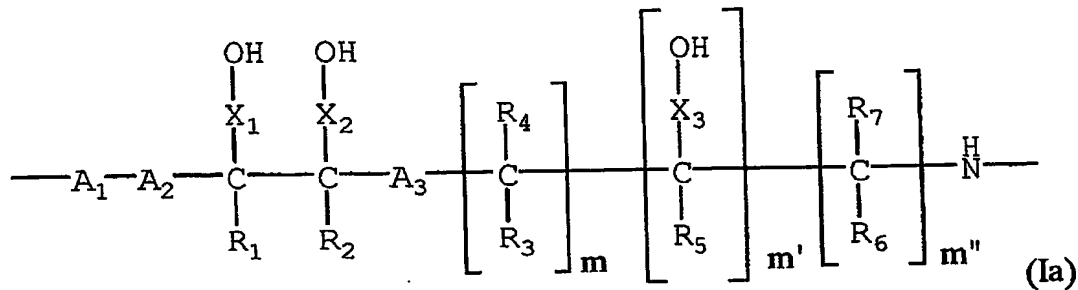 OH OH OH
X₁ X₂ R₄ X₃ R₇
A₁ A₂ C C A₃ C C C H N
R₁ R₂ R₃ R₅ R₆
m m' m" (Ia)